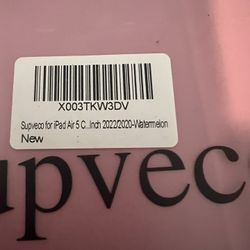 X003TKW3DV
Supveco for iPad Air 5 C...Inch 2022/2020-Watermelon
New
upvec